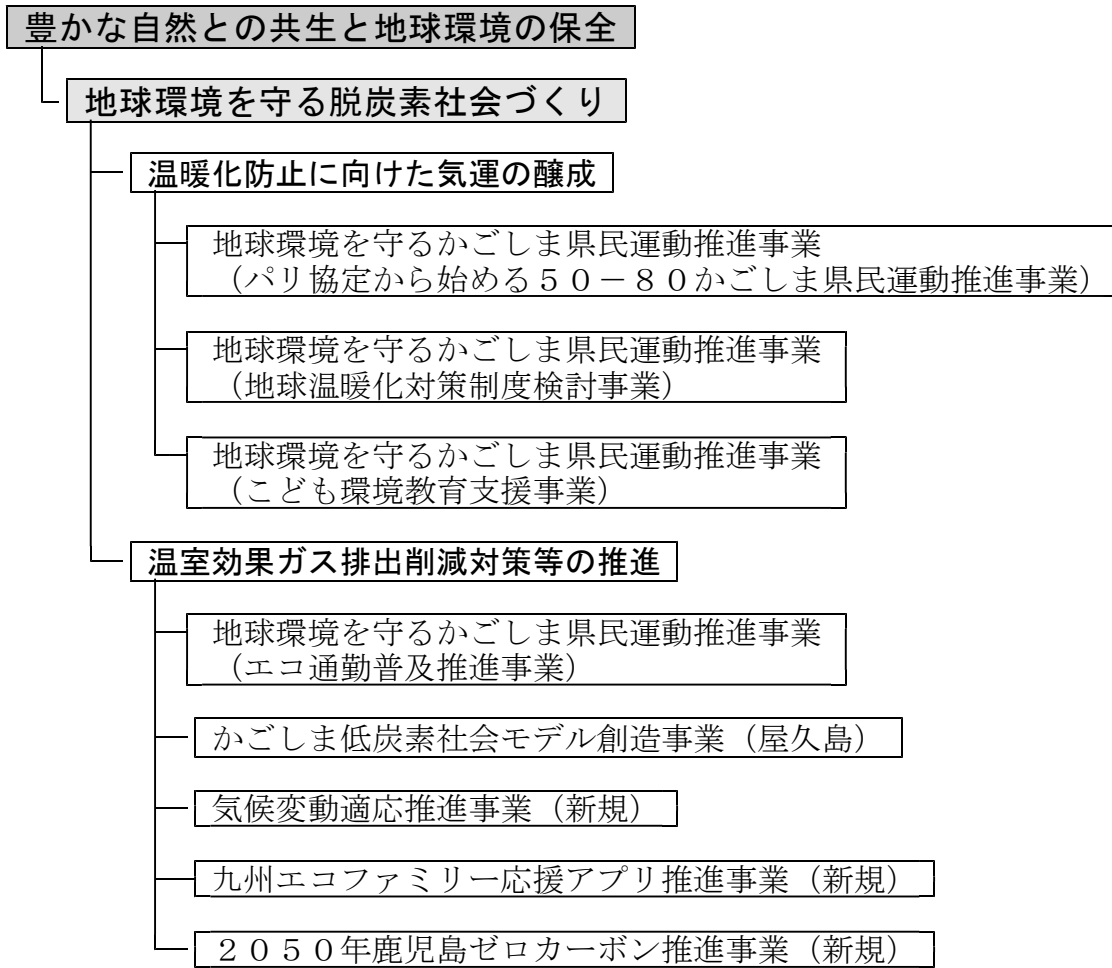 豊かな自然との共生と地球環境の保全
地球環境を守る脱炭素社会づくり
温暖化防止に向けた気運の醸成
地球環境を守るかごしま県民運動推進事業
（パリ協定から始める５０－８０かごしま県民運動推進事業）
地球環境を守るかごしま県民運動推進事業
（地球温暖化対策制度検討事業）
地球環境を守るかごしま県民運動推進事業
（こども環境教育支援事業）
温室効果ガス排出削減対策等の推進
地球環境を守るかごしま県民運動推進事業
（エコ通勤普及推進事業）
かごしま低炭素社会モデル創造事業（屋久島）
気候変動適応推進事業（新規）
九州エコファミリー応援アプリ推進事業（新規）
２０５０年鹿児島ゼロカーボン推進事業（新規）